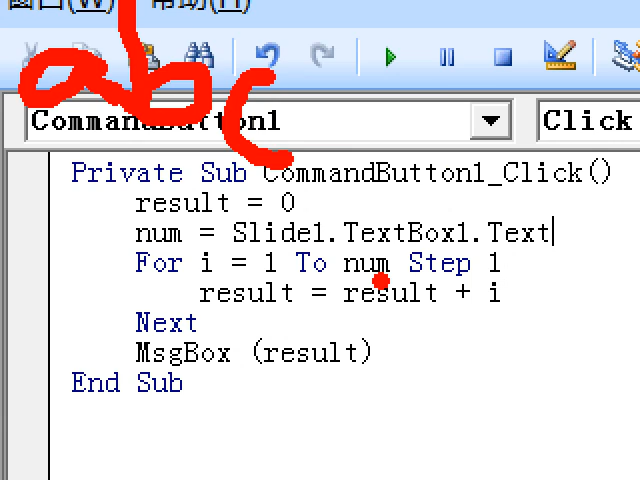 窗口(W) 帮助(H)
abc
CommandButton1 Click
Private Sub CommandButton1_Click()
result = 0
num = Slide1.TextBox1.Text
For i = 1 To num Step 1
result = result + i
Next
MsgBox (result)
End Sub